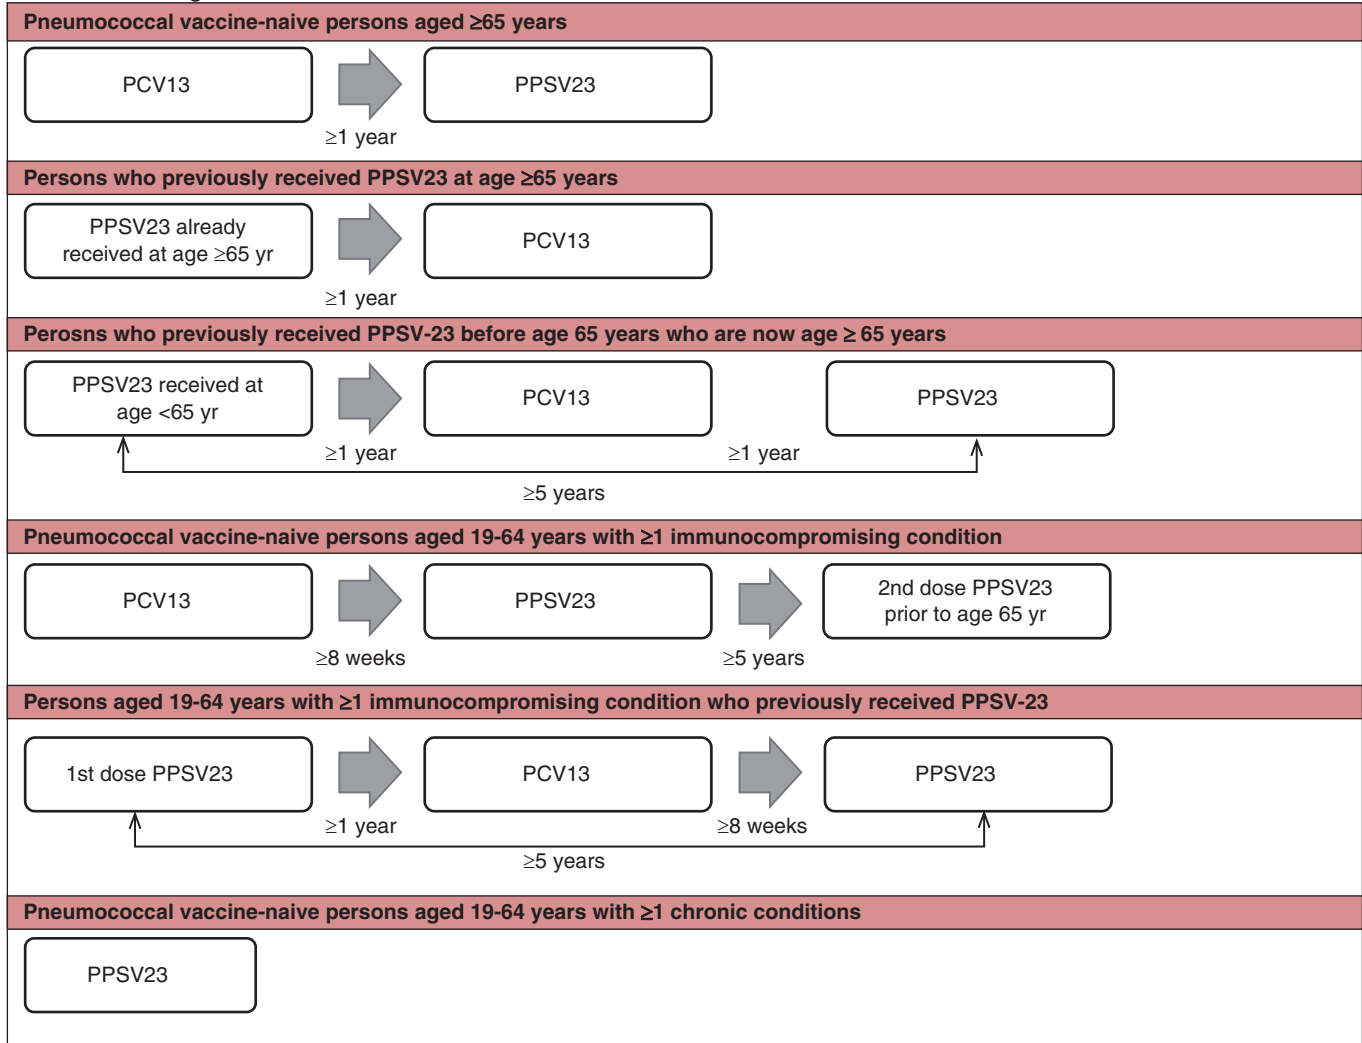 Pneumococcal vaccine-naive persons aged ≥65 years
PCV13
PPSV23
≥1 year
Persons who previously received PPSV23 at age ≥65 years
PPSV23 already
received at age ≥65 yr
PCV13
≥1 year
Perosns who previously received PPSV-23 before age 65 years who are now age ≥ 65 years
PPSV23 received at
age <65 yr
PCV13
PPSV23
≥1 year
≥1 year
≥5 years
Pneumococcal vaccine-naive persons aged 19-64 years with ≥1 immunocompromising condition
PCV13
PPSV23
2nd dose PPSV23
prior to age 65 yr
≥8 weeks
≥5 years
Persons aged 19-64 years with ≥1 immunocompromising condition who previously received PPSV-23
1st dose PPSV23
PCV13
PPSV23
≥1 year
≥8 weeks
≥5 years
Pneumococcal vaccine-naive persons aged 19-64 years with ≥1 chronic conditions
PPSV23